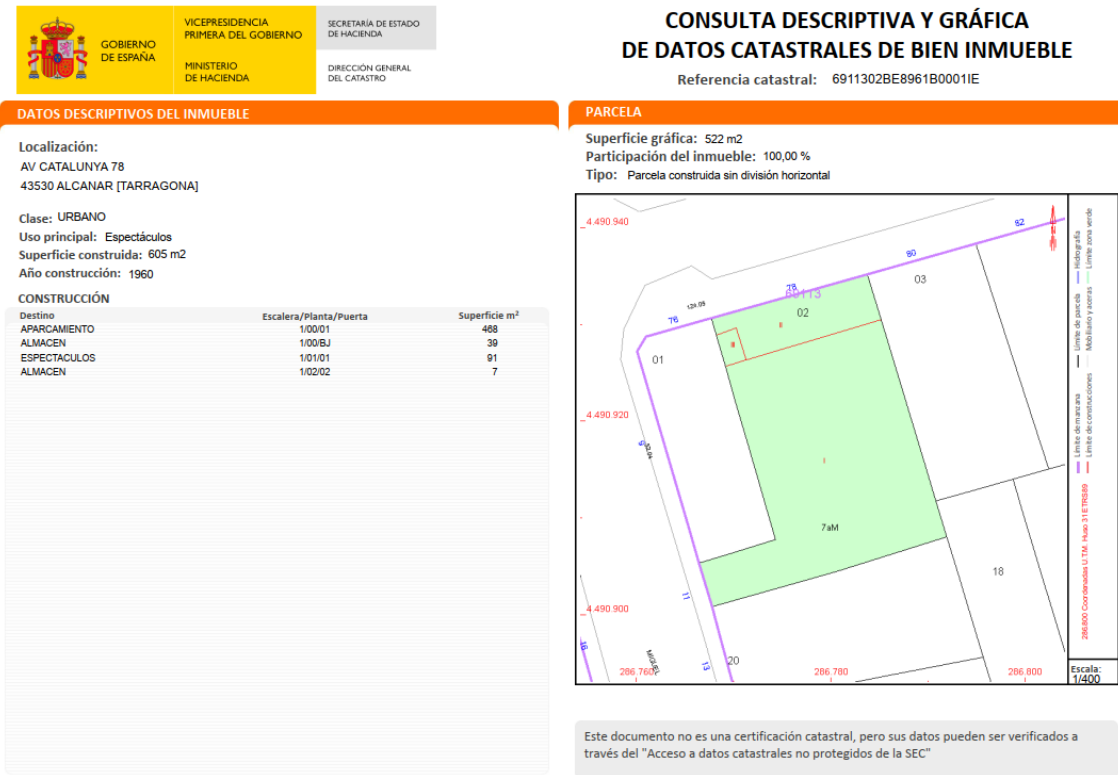 GOBIERNO
DE ESPAÑA
VICEPRESIDENCIA
PRIMERA DEL GOBIERNO
MINISTERIO
DE HACIENDA
SECRETARÍA DE ESTADO
DE HACIENDA
DIRECCIÓN GENERAL
DEL CATASTRO
CONSULTA DESCRIPTIVA Y GRÁFICA
DE DATOS CATASTRALES DE BIEN INMUEBLE
Referencia catastral: 6911302BE8961B0001IE
DATOS DESCRIPTIVOS DEL INMUEBLE
Localización:
AV CATALUNYA 78
43530 ALCANAR [TARRAGONA]
Clase: URBANO
Uso principal: Espectáculos
Superficie construida: 605 m2
Año construcción: 1960
CONSTRUCCIÓN
Destino Escalera/Planta/Puerta Superficie m²
APARCAMIENTO 1/00/01 468
ALMACEN 1/00/BJ 39
ESPECTACULOS 1/01/01 91
ALMACEN 1/02/02 7
PARCELA
Superficie gráfica: 522 m2
Participación del inmueble: 100,00 %
Tipo: Parcela construida sin división horizontal
4.490.940
82
80
03
78
69113
02
124.09
76
II
III
01
4.490.920
9
I
7aM
18
4.490.900
11
16
MIGUEL
13
20
286.760
286.780
286.800
Hidrografía
Límite zona verde
Límite de parcela
Mobiliario y aceras
Límite de manzana
Límite de construcciones
286.800 Coordenadas U.T.M. Huso 31 ETRS89
Escala:
1/400
Este documento no es una certificación catastral, pero sus datos pueden ser verificados a
través del "Acceso a datos catastrales no protegidos de la SEC"